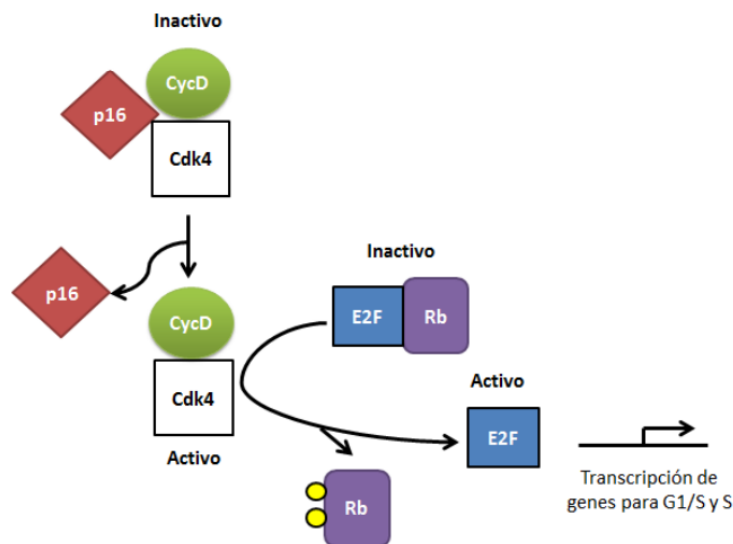 Inactivo
CycD
p16
Cdk4
p16
CycD
Cdk4
Activo
Inactivo
E2F Rb
Activo
E2F
Rb
Transcripción de
genes para G1/S y S